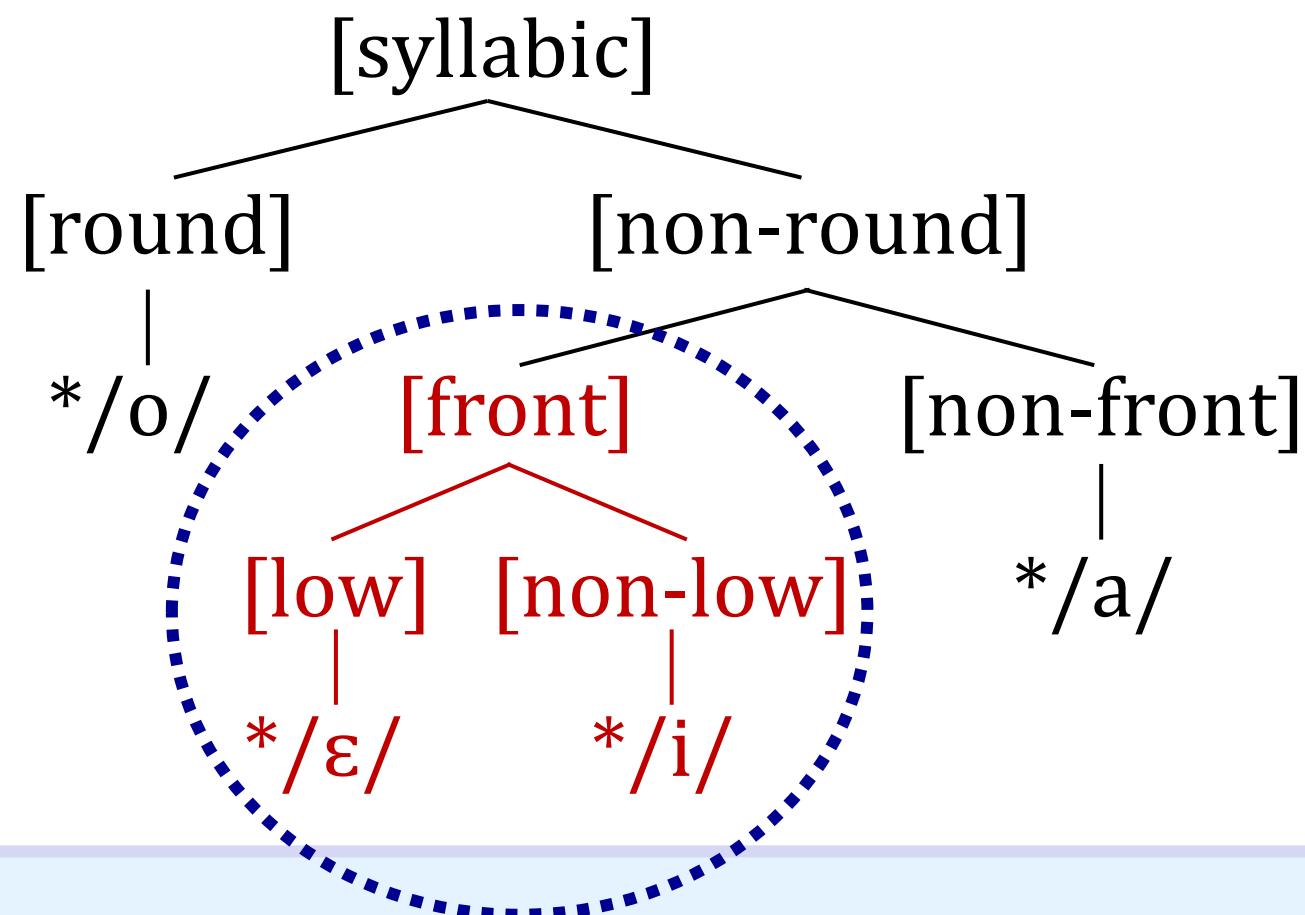 [syllabic]
[round] [non-round]
*/o/ [front] [non-front]
[low] [non-low] */a/
*/ɛ/ */i/